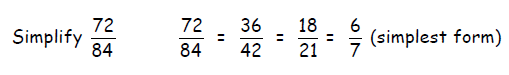 Simplify 72/84    72/84 = 36/42 = 18/21 = 6/7 (simplest form)